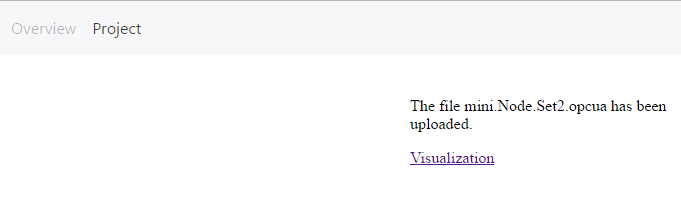 Overview Project
The file mini.Node.Set2.opcua has been
uploaded.
Visualization